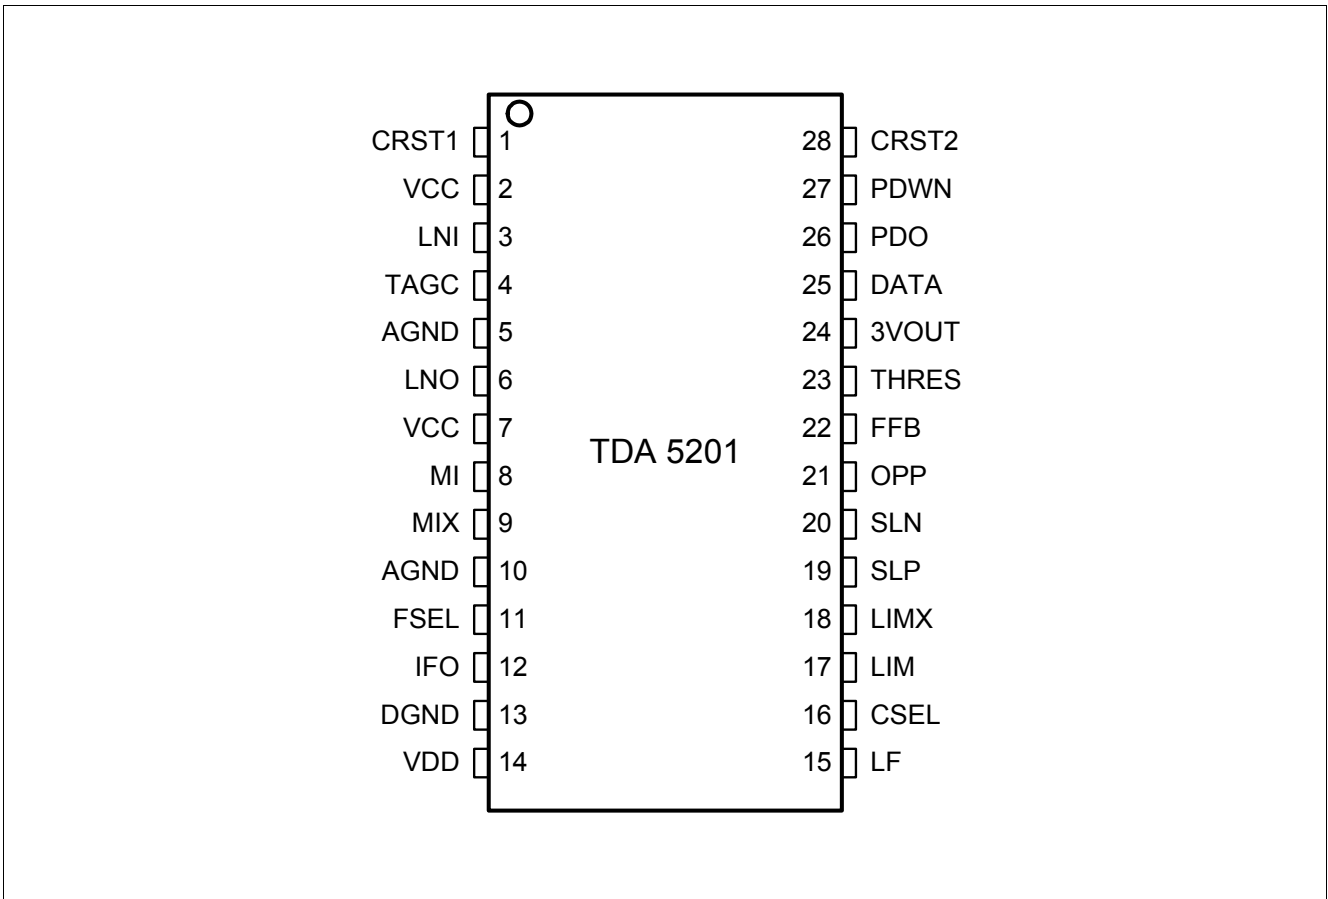 CRST1 1 28 CRST2
VCC 2 27 PDWN
LNI 3 26 PDO
TAGC 4 25 DATA
AGND 5 24 3VOUT
LNO 6 23 THRES
VCC 7 22 FFB
TDA 5201
MI 8 21 OPP
MIX 9 20 SLN
AGND 10 19 SLP
FSEL 11 18 LIMX
IFO 12 17 LIM
DGND 13 16 CSEL
VDD 14 15 LF